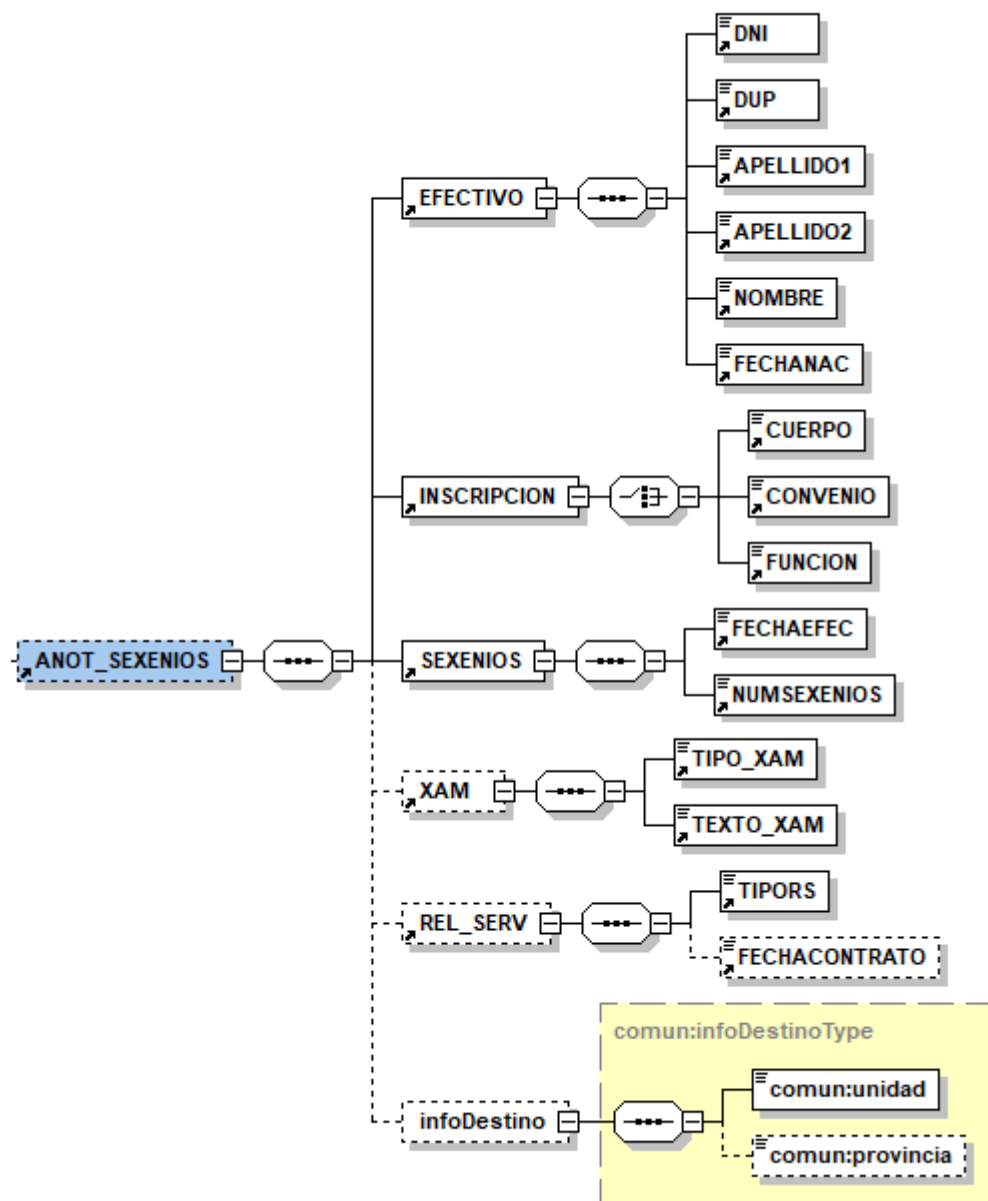 DNI
DUP
APELLIDO1
EFECTIVO
APELLIDO2
NOMBRE
FECHANAC
CUERPO
INSCRIPCION
CONVENIO
FUNCION
FECHAEFEC
ANOT_SEXENIOS
SEXENIOS
NUMSEXENIOS
TIPO_XAM
XAM
TEXTO_XAM
TIPORS
REL_SERV
FECHACONTRATO
comun:infoDestinoType
comun:unidad
infoDestino
comun:provincia